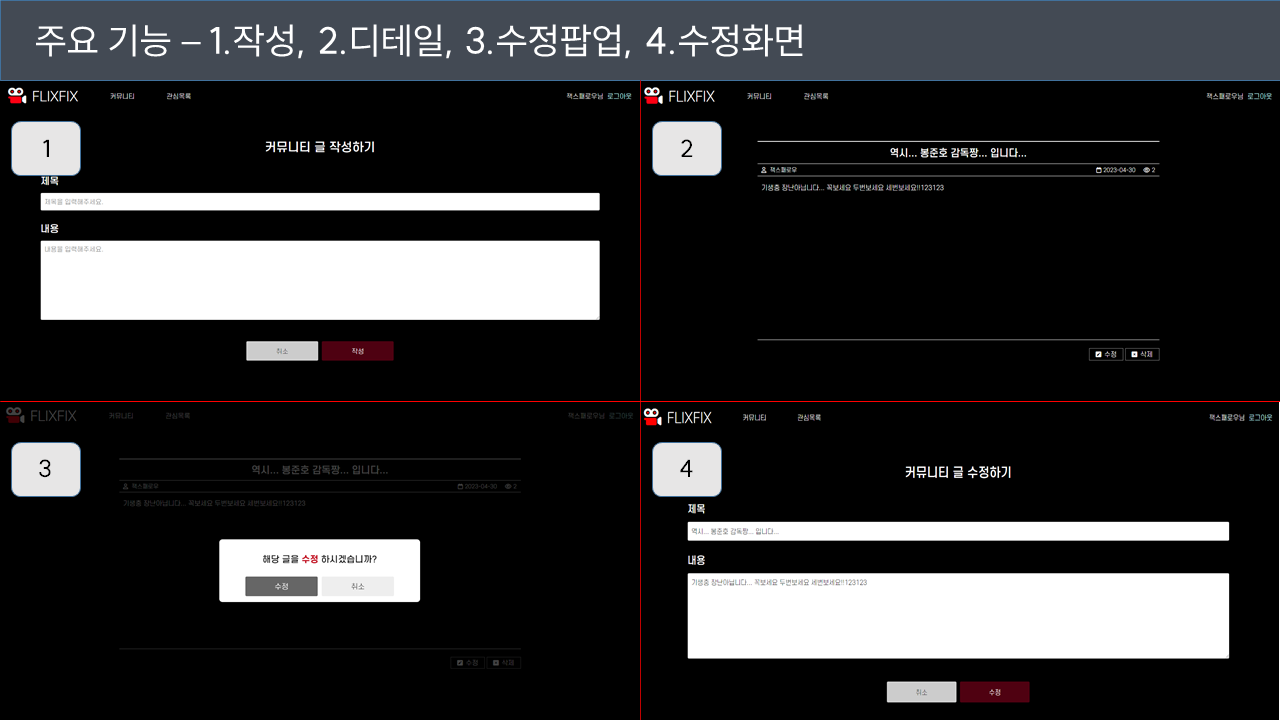 주요 기능 – 1.작성, 2.디테일, 3.수정팝업, 4.수정화면
FLIXFIX 커뮤니티 관심목록 잭스패로우님 로그아웃
1
커뮤니티 글 작성하기
제목
제목을 입력해주세요.
내용
내용을 입력해주세요.
취소 작성
FLIXFIX 커뮤니티 관심목록 잭스패로우님 로그아웃
2
역시... 봉준호 감독짱... 입니다...
잭스패로우 2023-04-30 2
기생충 장난아닙니다... 꼭보세요 두번보세요 세번보세요!!123123
수정 삭제
FLIXFIX 커뮤니티 관심목록 잭스패로우님 로그아웃
3
역시... 봉준호 감독짱... 입니다...
잭스패로우 2023-04-30 2
기생충 장난아닙니다... 꼭보세요 두번보세요 세번보세요!!123123
해당 글을 수정 하시겠습니까?
수정 취소
수정 삭제
FLIXFIX 커뮤니티 관심목록 잭스패로우님 로그아웃
4
커뮤니티 글 수정하기
제목
역시... 봉준호 감독짱... 입니다...
내용
기생충 장난아닙니다... 꼭보세요 두번보세요 세번보세요!!123123
취소 수정